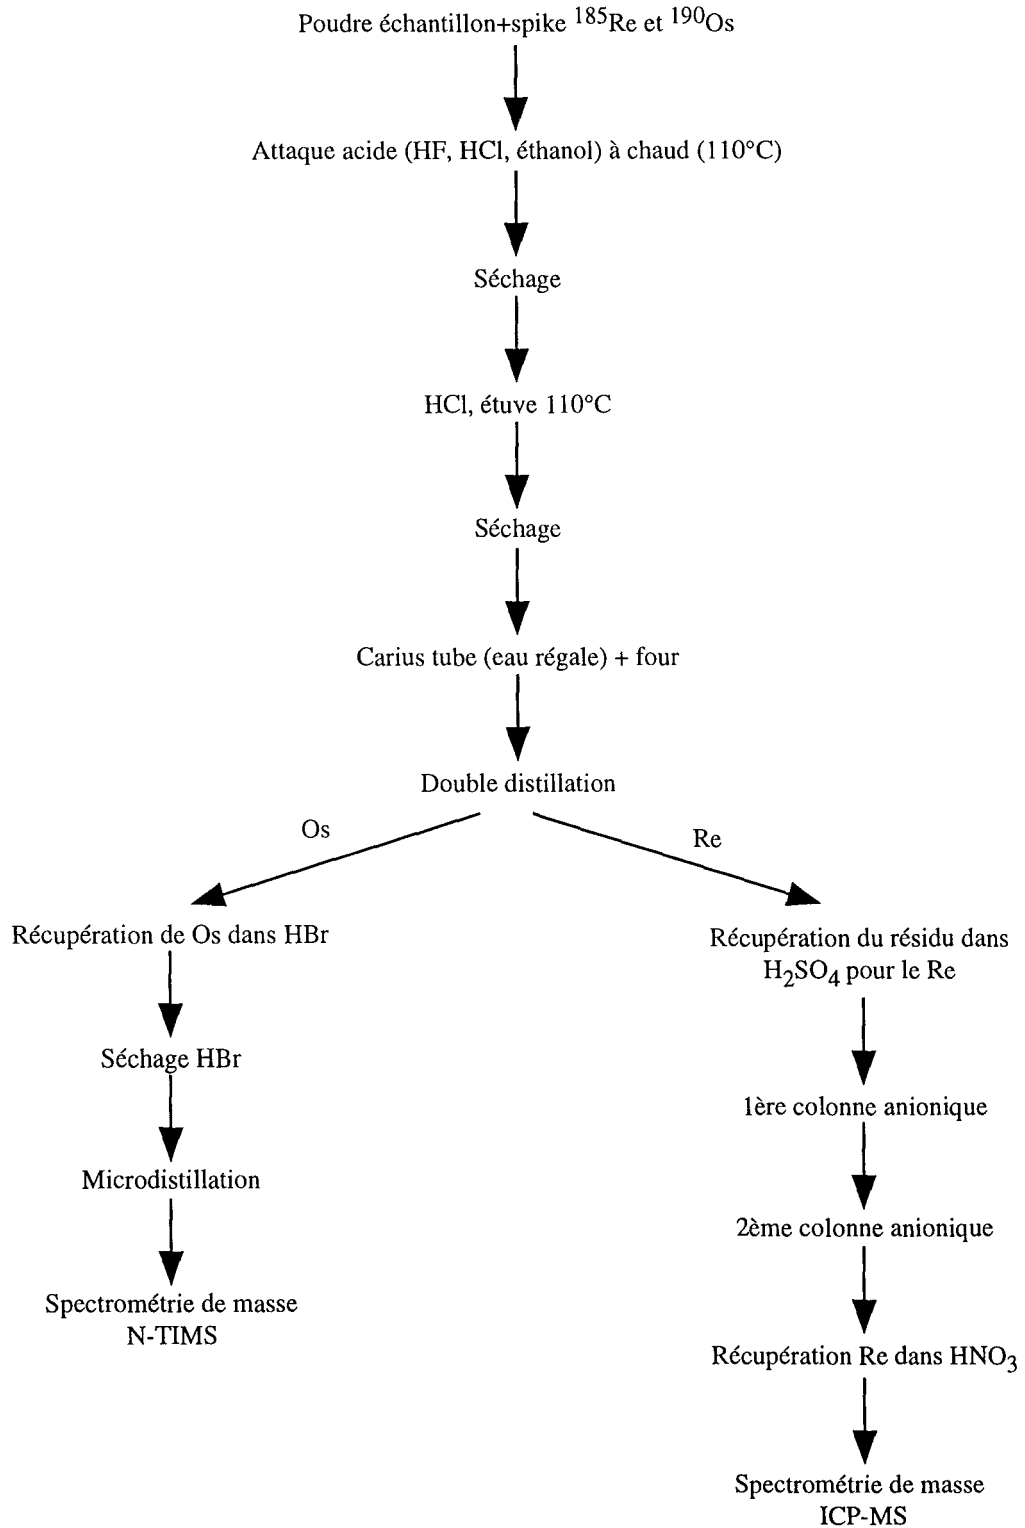 Poudre échantillon+spike ¹⁸⁵Re et ¹⁹⁰Os
Attaque acide (HF, HCl, éthanol) à chaud (110°C)
Séchage
HCl, étuve 110°C
Séchage
Carius tube (eau régale) + four
Double distillation
Os
Récupération de Os dans HBr
Séchage HBr
Microdistillation
Spectrométrie de masse
N-TIMS
Re
Récupération du résidu dans
H₂SO₄ pour le Re
1ère colonne anionique
2ème colonne anionique
Récupération Re dans HNO₃
Spectrométrie de masse
ICP-MS